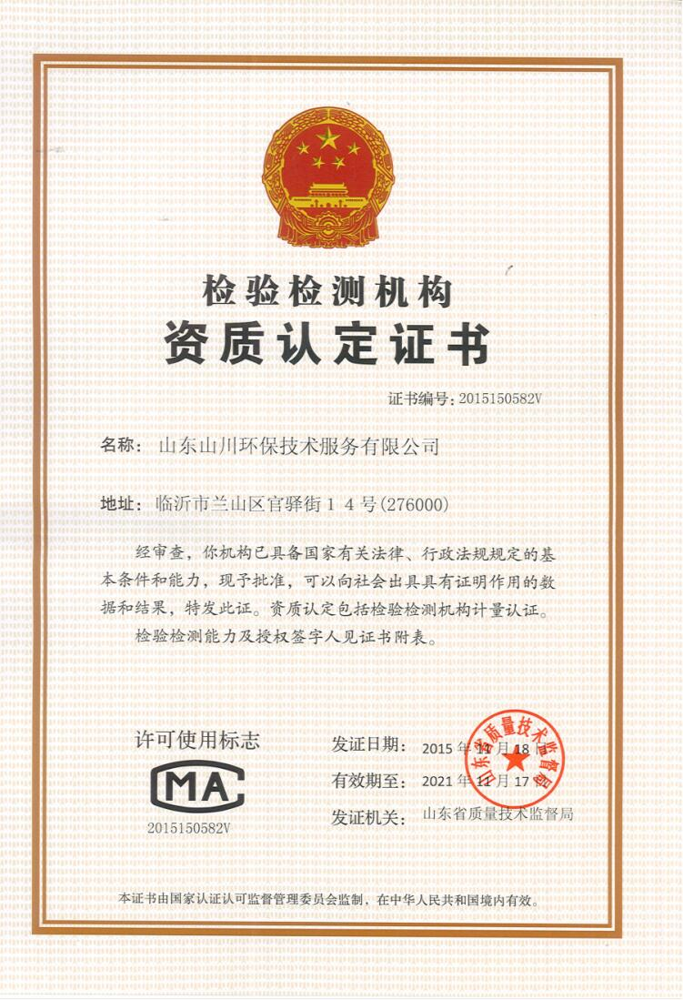 检验检测机构
资质认定证书
证书编号：2015150582V
名称： 山东山川环保技术服务有限公司
地址： 临沂市兰山区官驿街１４号(276000)
经审查，你机构已具备国家有关法律、行政法规规定的基
本条件和能力，现予批准，可以向社会出具具有证明作用的数
据和结果，特发此证。资质认定包括检验检测机构计量认证。
检验检测能力及授权签字人见证书附表。
许可使用标志
MA
2015150582V
发证日期： 2015 年 11 月 18 日
有效期至： 2021 年 11 月 17 日
发证机关： 山东省质量技术监督局
山东省质量技术监督局
本证书由国家认证认可监督管理委员会监制，在中华人民共和国境内有效。